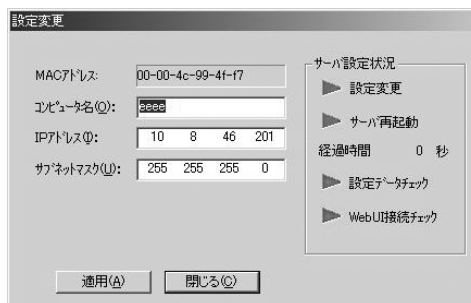 設定変更
MACｱﾄﾞﾚｽ: 00-00-4c-99-4f-f7
ｺﾝﾋﾟｭｰﾀ名(O): eeee
IPｱﾄﾞﾚｽ(I): 10 8 46 201
ｻﾌﾞﾈｯﾄﾏｽｸ(U): 255 255 255 0
適用(A) 閉じる(C)
ｻｰﾊﾞ設定状況
設定変更
ｻｰﾊﾞ再起動
経過時間 0 秒
設定ﾃﾞｰﾀﾁｪｯｸ
WebUI接続ﾁｪｯｸ